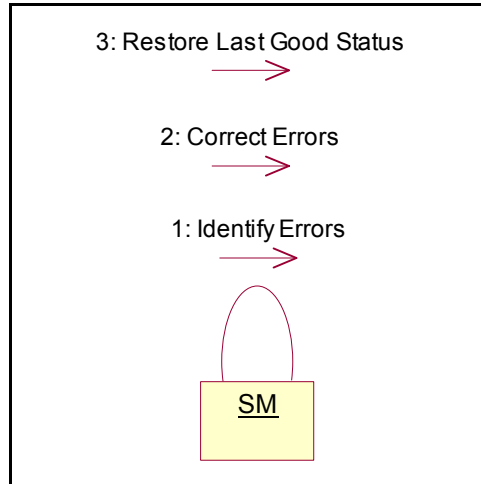 3: Restore Last Good Status
2: Correct Errors
1: Identify Errors
SM